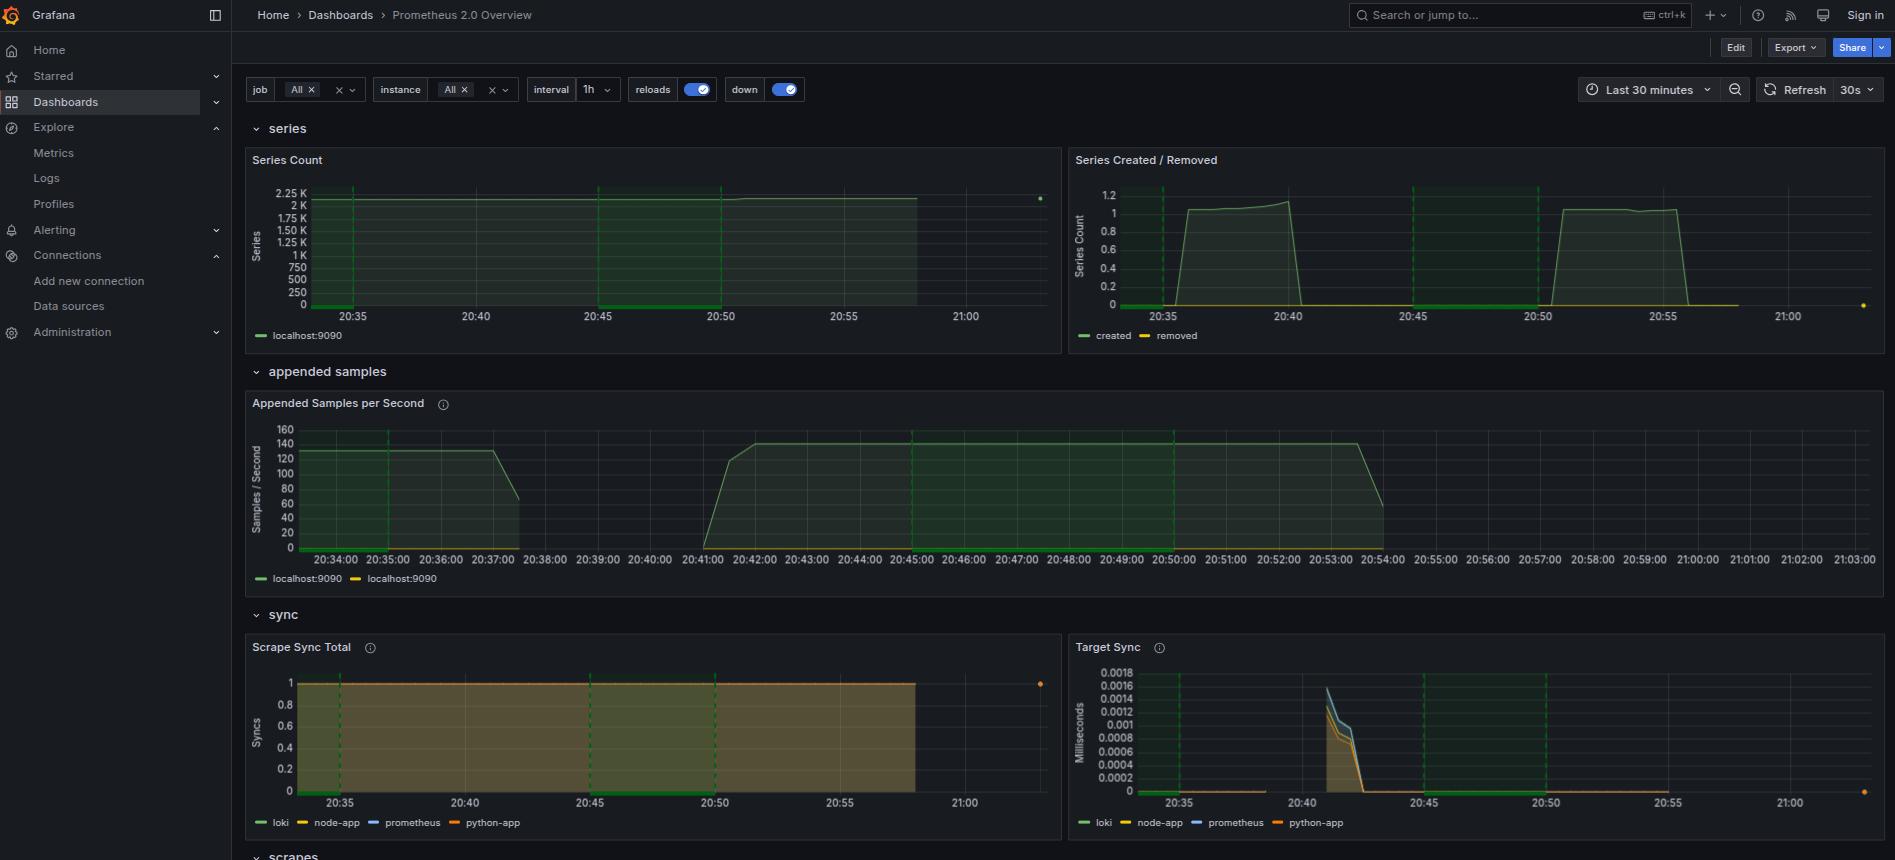 Grafana
Home › Dashboards › Prometheus 2.0 Overview
Search or jump to...
ctrl+k
Sign in
Edit
Export
Share
Home
Starred
Dashboards
Explore
Metrics
Logs
Profiles
Alerting
Connections
Add new connection
Data sources
Administration
job All
instance All
interval 1h
reloads
down
Last 30 minutes
Refresh 30s
series
Series Count
Series
2.25 K
2 K
1.75 K
1.50 K
1.25 K
1 K
750
500
250
0
20:35 20:40 20:45 20:50 20:55 21:00
localhost:9090
Series Created / Removed
Series Count
1.2
1
0.8
0.6
0.4
0.2
0
20:35 20:40 20:45 20:50 20:55 21:00
created removed
appended samples
Appended Samples per Second
Samples / Second
160
140
120
100
80
60
40
20
0
20:34:00 20:35:00 20:36:00 20:37:00 20:38:00 20:39:00 20:40:00 20:41:00 20:42:00 20:43:00 20:44:00 20:45:00 20:46:00 20:47:00 20:48:00 20:49:00 20:50:00 20:51:00 20:52:00 20:53:00 20:54:00 20:55:00 20:56:00 20:57:00 20:58:00 20:59:00 21:00:00 21:01:00 21:02:00 21:03:00
localhost:9090 localhost:9090
sync
Scrape Sync Total
Syncs
1
0.8
0.6
0.4
0.2
0
20:35 20:40 20:45 20:50 20:55 21:00
loki node-app prometheus python-app
Target Sync
Milliseconds
0.0018
0.0016
0.0014
0.0012
0.001
0.0008
0.0006
0.0004
0.0002
0
20:35 20:40 20:45 20:50 20:55 21:00
loki node-app prometheus python-app
scrapes